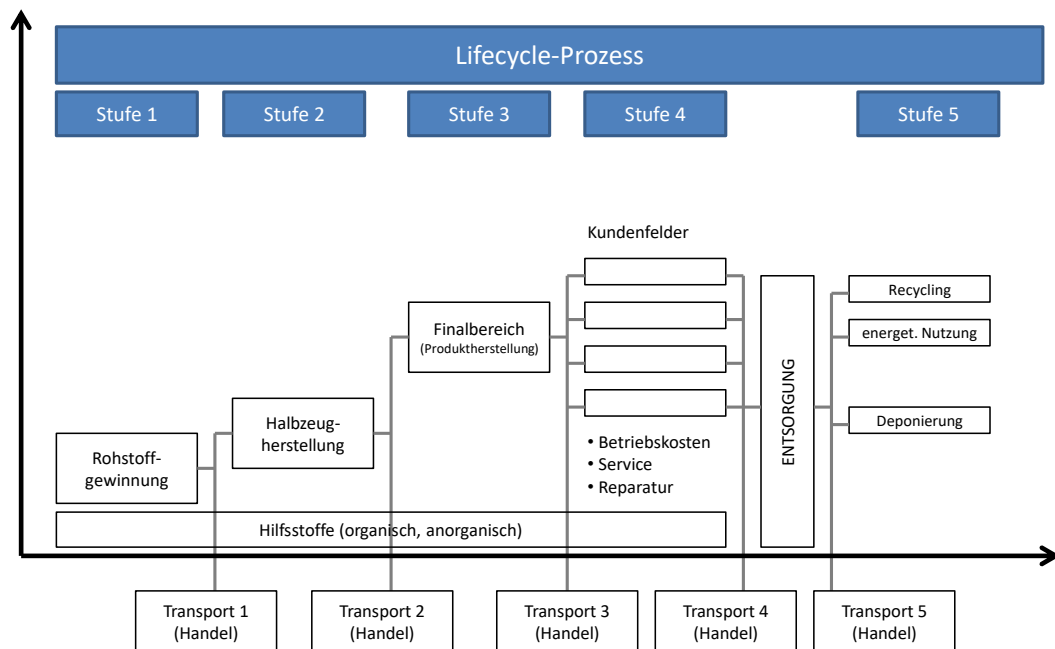 Lifecycle-Prozess
Stufe 1
Stufe 2
Stufe 3
Stufe 4
Stufe 5
Kundenfelder
Rohstoff-
gewinnung
Halbzeug-
herstellung
Finalbereich
(Produktherstellung)
• Betriebskosten
• Service
• Reparatur
ENTSORGUNG
Recycling
energet. Nutzung
Deponierung
Hilfsstoffe (organisch, anorganisch)
Transport 1
(Handel)
Transport 2
(Handel)
Transport 3
(Handel)
Transport 4
(Handel)
Transport 5
(Handel)